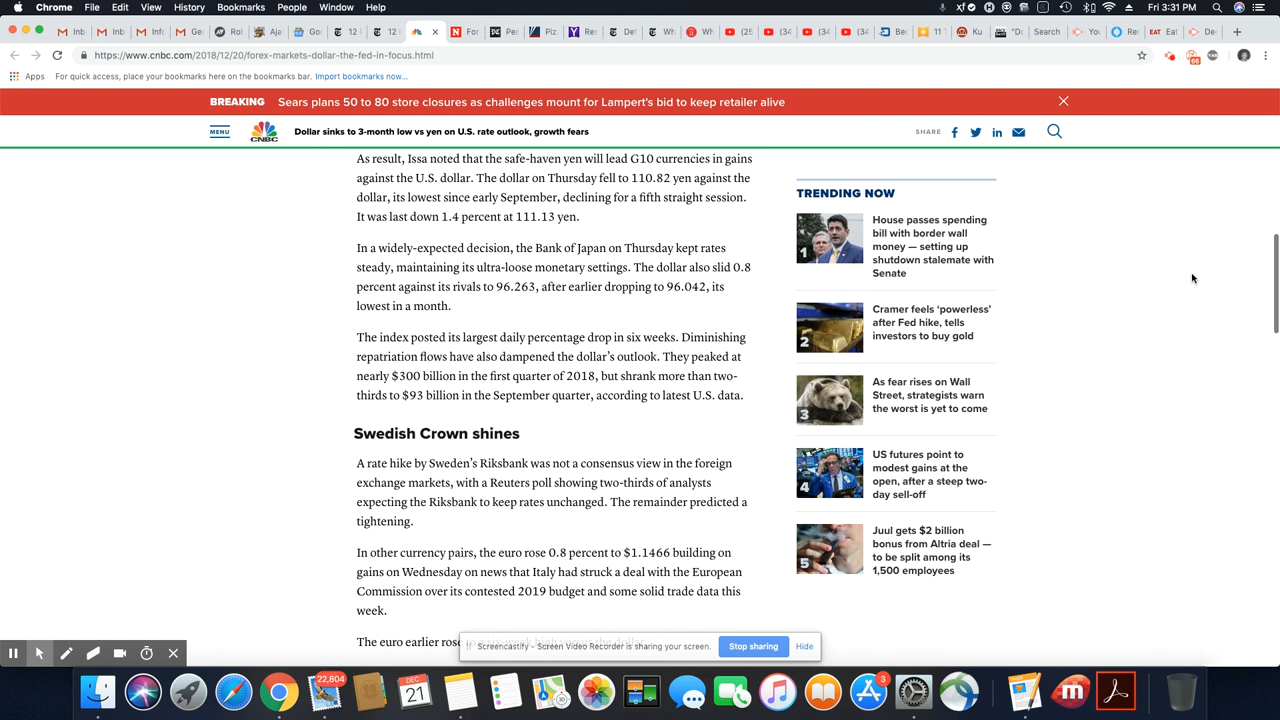 Chrome File Edit View History Bookmarks People Window Help
Fri 3:31 PM
https://www.cnbc.com/2018/12/20/forex-markets-dollar-the-fed-in-focus.html
66
Apps For quick access, place your bookmarks here on the bookmarks bar. Import bookmarks now...
BREAKING Sears plans 50 to 80 store closures as challenges mount for Lampert's bid to keep retailer alive
MENU
CNBC
Dollar sinks to 3-month low vs yen on U.S. rate outlook, growth fears
SHARE
As result, Issa noted that the safe-haven yen will lead G10 currencies in gains
against the U.S. dollar. The dollar on Thursday fell to 110.82 yen against the
dollar, its lowest since early September, declining for a fifth straight session.
It was last down 1.4 percent at 111.13 yen.
In a widely-expected decision, the Bank of Japan on Thursday kept rates
steady, maintaining its ultra-loose monetary settings. The dollar also slid 0.8
percent against its rivals to 96.263, after earlier dropping to 96.042, its
lowest in a month.
The index posted its largest daily percentage drop in six weeks. Diminishing
repatriation flows have also dampened the dollar's outlook. They peaked at
nearly $300 billion in the first quarter of 2018, but shrank more than two-
thirds to $93 billion in the September quarter, according to latest U.S. data.
Swedish Crown shines
A rate hike by Sweden's Riksbank was not a consensus view in the foreign
exchange markets, with a Reuters poll showing two-thirds of analysts
expecting the Riksbank to keep rates unchanged. The remainder predicted a
tightening.
In other currency pairs, the euro rose 0.8 percent to $1.1466 building on
gains on Wednesday on news that Italy had struck a deal with the European
Commission over its contested 2019 budget and some solid trade data this
week.
The euro earlier rose to a six-week high versus the dollar
TRENDING NOW
1
House passes spending
bill with border wall
money — setting up
shutdown stalemate with
Senate
2
Cramer feels ‘powerless’
after Fed hike, tells
investors to buy gold
3
As fear rises on Wall
Street, strategists warn
the worst is yet to come
4
US futures point to
modest gains at the
open, after a steep two-
day sell-off
5
Juul gets $2 billion
bonus from Altria deal —
to be split among its
1,500 employees
Screencastify - Screen Video Recorder is sharing your screen. Stop sharing Hide
22,804
DEC
21
3